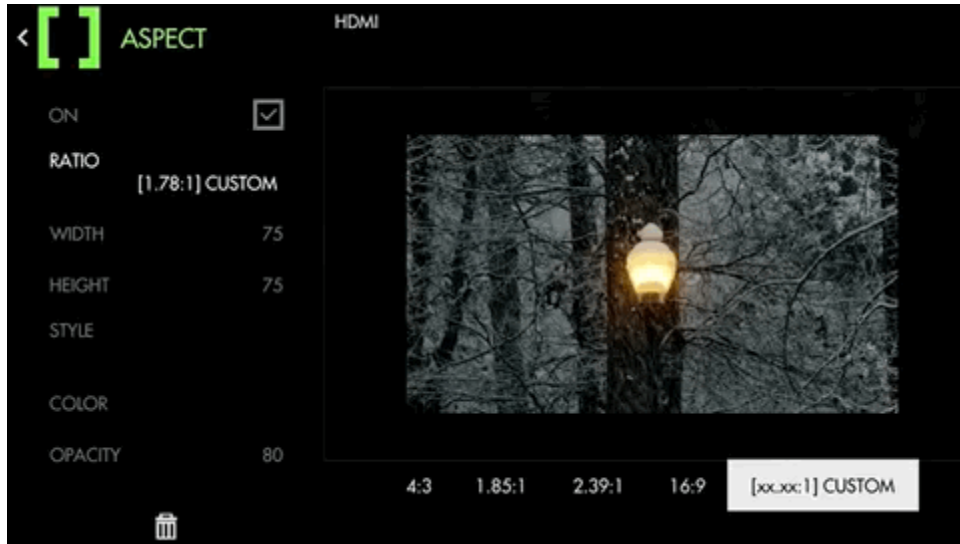 ASPECT
HDMI
ON
RATIO
[1.78:1] CUSTOM
WIDTH 75
HEIGHT 75
STYLE
COLOR
OPACITY 80
4:3 1.85:1 2.39:1 16:9 [xx.xx:1] CUSTOM